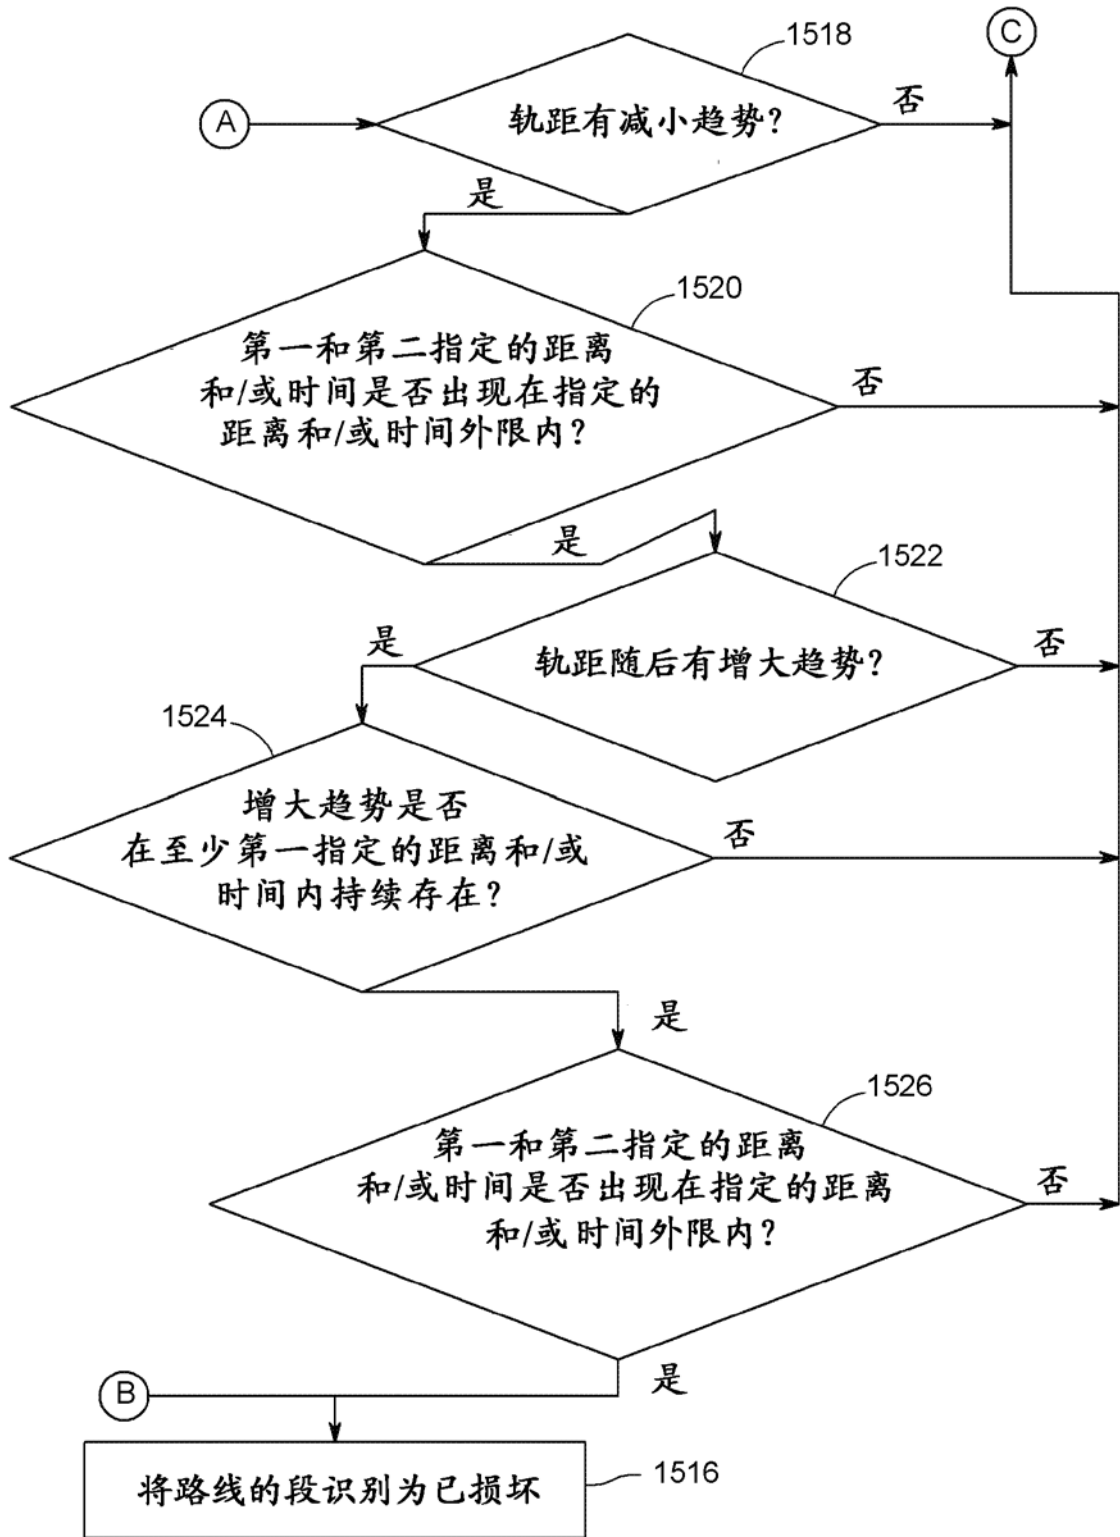 1518
C
A
轨距有减小趋势?
否
是
1520
第一和第二指定的距离
和/或时间是否出现在指定的
距离和/或时间外限内?
否
是
1522
轨距随后有增大趋势?
是
否
1524
增大趋势是否
在至少第一指定的距离和/或
时间内持续存在?
否
是
1526
第一和第二指定的距离
和/或时间是否出现在指定的距离
和/或时间外限内?
否
是
B
将路线的段识别为已损坏
1516